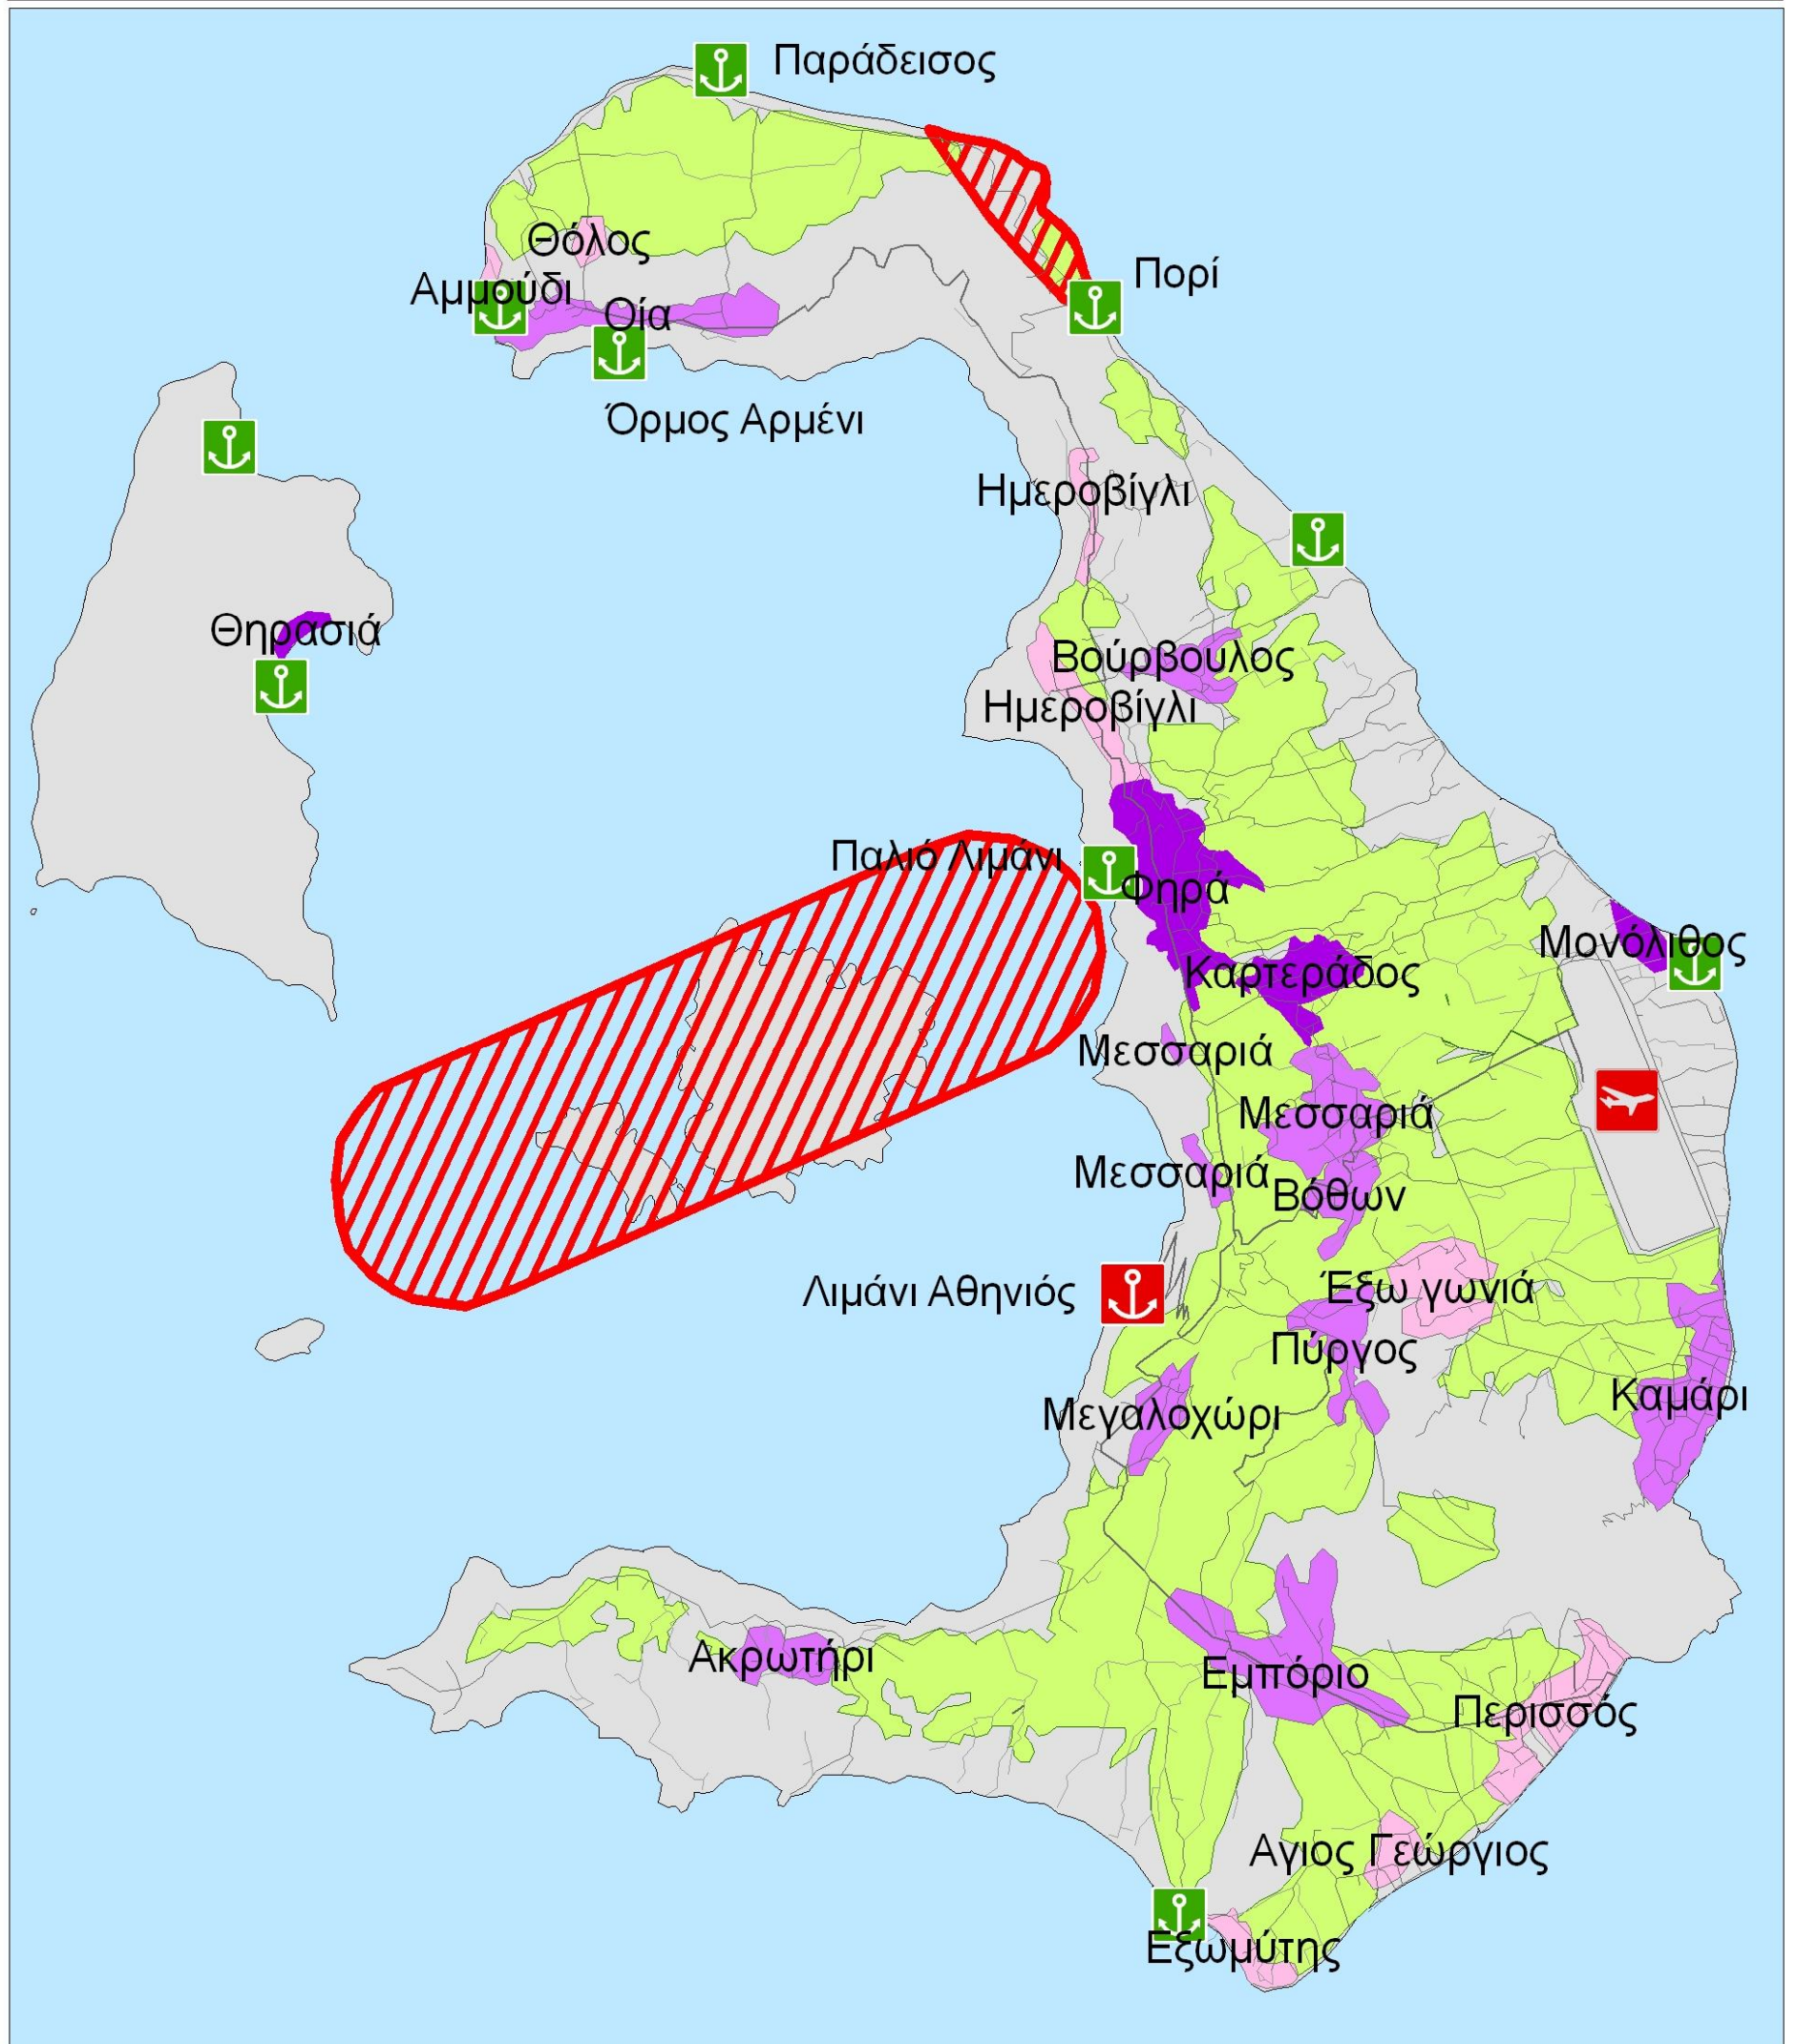 Παράδεισος
Θόλος
Πορί
Αμμούδι
Οία
Όρμος Αρμένι
Ημεροβίγλι
Θηρασιά
Βούρβουλος
Ημεροβίγλι
Παλιό Λιμάνι
Φηρά
Μονόλιθος
Καρτεράδος
Μεσσαριά
Μεσσαριά
Μεσσαριά
Βόθων
Λιμάνι Αθηνιός
Έξω γωνιά
Πύργος
Καμάρι
Μεγαλοχώρι
Ακρωτήρι
Εμπόριο
Περισσός
Αγιος Γεώργιος
Εξωμύτης